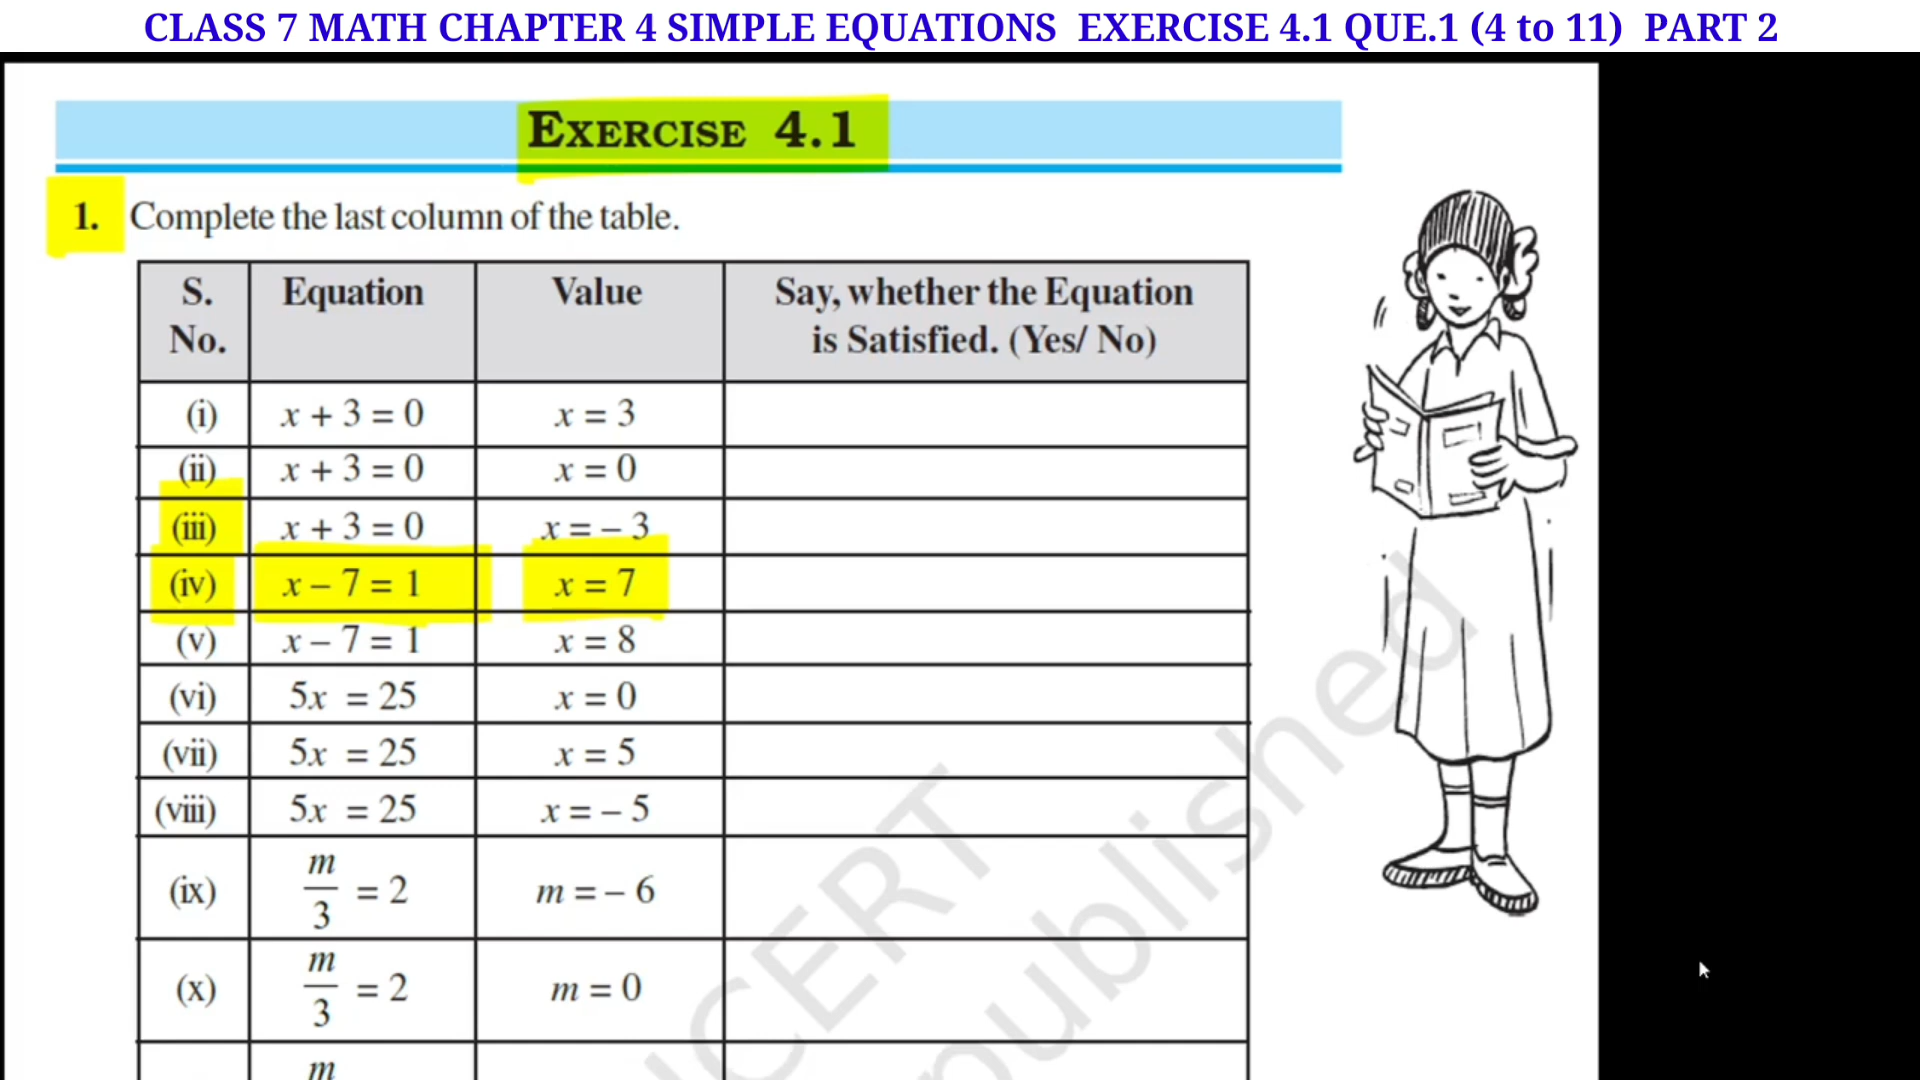 CLASS 7 MATH CHAPTER 4 SIMPLE EQUATIONS EXERCISE 4.1 QUE.1 (4 to 11) PART 2
EXERCISE 4.1
1. Complete the last column of the table.
S. No. Equation Value Say, whether the Equation is Satisfied. (Yes/ No)
(i) x + 3 = 0 x = 3
(ii) x + 3 = 0 x = 0
(iii) x + 3 = 0 x = – 3
(iv) x – 7 = 1 x = 7
(v) x – 7 = 1 x = 8
(vi) 5x = 25 x = 0
(vii) 5x = 25 x = 5
(viii) 5x = 25 x = – 5
(ix) m/3 = 2 m = – 6
(x) m/3 = 2 m = 0
m
NCERT
published